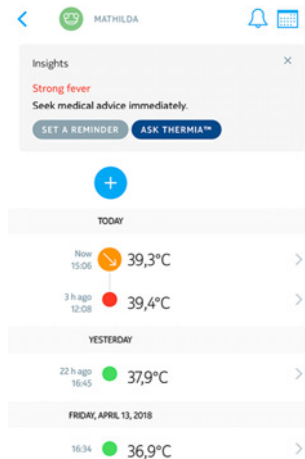 MATHILDA
Insights
Strong fever
Seek medical advice immediately.
SET A REMINDER
ASK THERMIA™
TODAY
Now
15:06
39,3°C
3 h ago
12:08
39,4°C
YESTERDAY
22 h ago
16:45
37,9°C
FRIDAY, APRIL 13, 2018
16:34
36,9°C